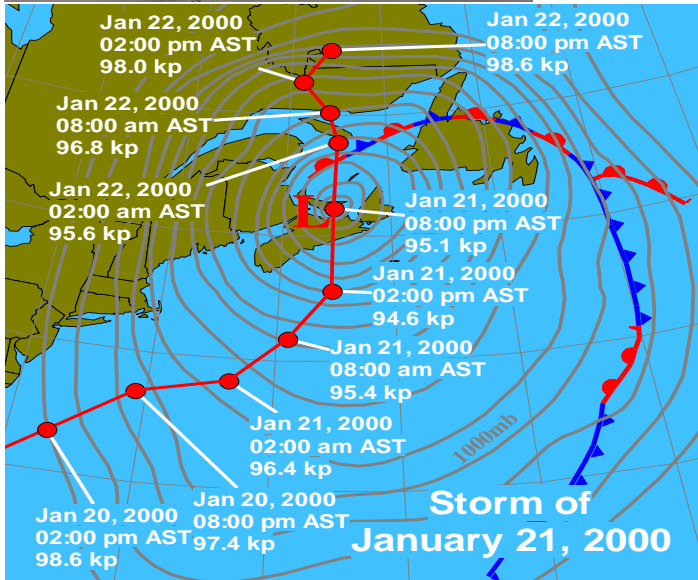 Jan 22, 2000
02:00 pm AST
98.0 kp
Jan 22, 2000
08:00 pm AST
98.6 kp
Jan 22, 2000
08:00 am AST
96.8 kp
Jan 22, 2000
02:00 am AST
95.6 kp
L
Jan 21, 2000
08:00 pm AST
95.1 kp
Jan 21, 2000
02:00 pm AST
94.6 kp
Jan 21, 2000
08:00 am AST
95.4 kp
Jan 21, 2000
02:00 am AST
96.4 kp
1000mb
Jan 20, 2000
08:00 pm AST
97.4 kp
Jan 20, 2000
02:00 pm AST
98.6 kp
Storm of
January 21, 2000